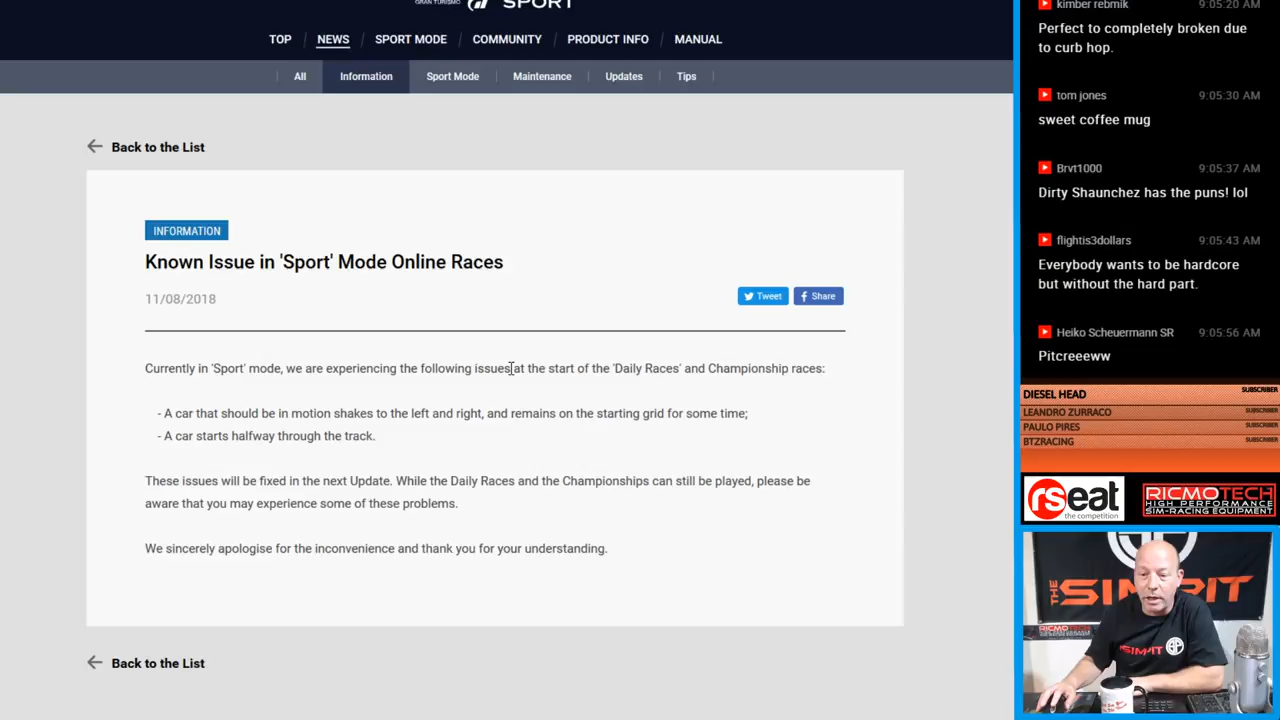 GRAN TURISMO SPORT
TOP NEWS SPORT MODE COMMUNITY PRODUCT INFO MANUAL
All Information Sport Mode Maintenance Updates Tips
Back to the List
INFORMATION
Known Issue in 'Sport' Mode Online Races
11/08/2018
Tweet Share
Currently in 'Sport' mode, we are experiencing the following issues at the start of the 'Daily Races' and Championship races:
- A car that should be in motion shakes to the left and right, and remains on the starting grid for some time;
- A car starts halfway through the track.
These issues will be fixed in the next Update. While the Daily Races and the Championships can still be played, please be
aware that you may experience some of these problems.
We sincerely apologise for the inconvenience and thank you for your understanding.
Back to the List
kimber rebmik 9:05:20 AM
Perfect to completely broken due
to curb hop.
tom jones 9:05:30 AM
sweet coffee mug
Brvt1000 9:05:37 AM
Dirty Shaunchez has the puns! lol
flightis3dollars 9:05:43 AM
Everybody wants to be hardcore
but without the hard part.
Heiko Scheuermann SR 9:05:56 AM
Pitcreeeww
DIESEL HEAD SUBSCRIBER
LEANDRO ZURRACO SUBSCRIBER
PAULO PIRES SUBSCRIBER
BTZRACING SUBSCRIBER
rseat
the competition
RICMOTECH
HIGH PERFORMANCE
SIM-RACING EQUIPMENT
THE SIMPIT
RICMOTECH
SIMPIT